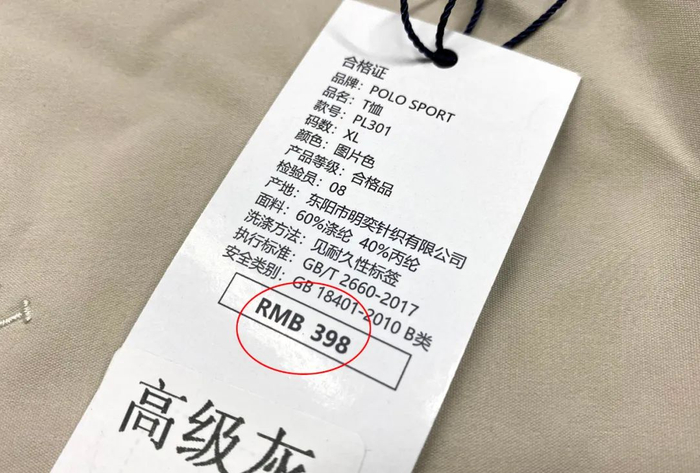 合格证
品牌：POLO SPORT
品名：T恤
款号：PL301
码数：XL
颜色：图片色
产品等级：合格品
检验员：08
产地：东阳市明奕针织有限公司
面料：60%涤纶 40%丙纶
洗涤方法：见耐久性标签
执行标准：GB/T 2660-2017
安全类别：GB 18401-2010 B类
RMB 398
高级灰